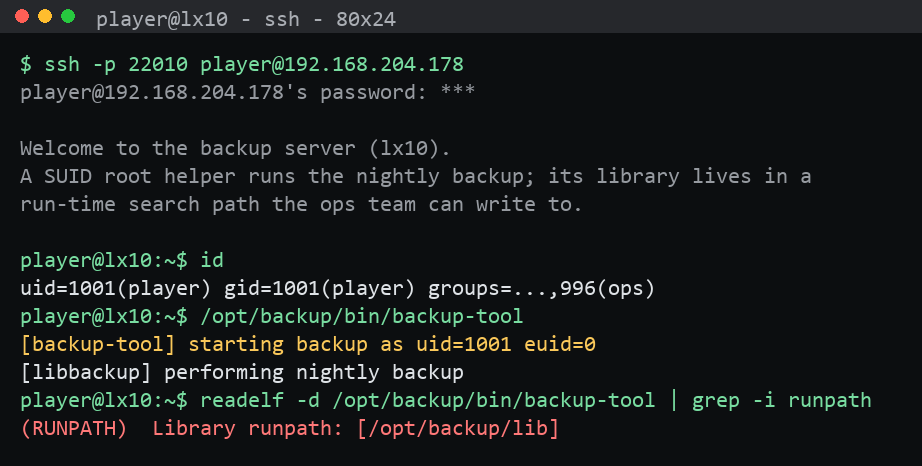 player@lx10 - ssh - 80x24
$ ssh -p 22010 player@192.168.204.178
player@192.168.204.178's password: ***
Welcome to the backup server (lx10).
A SUID root helper runs the nightly backup; its library lives in a
run-time search path the ops team can write to.
player@lx10:~$ id
uid=1001(player) gid=1001(player) groups=...,996(ops)
player@lx10:~$ /opt/backup/bin/backup-tool
[backup-tool] starting backup as uid=1001 euid=0
[libbackup] performing nightly backup
player@lx10:~$ readelf -d /opt/backup/bin/backup-tool | grep -i runpath
(RUNPATH)  Library runpath: [/opt/backup/lib]